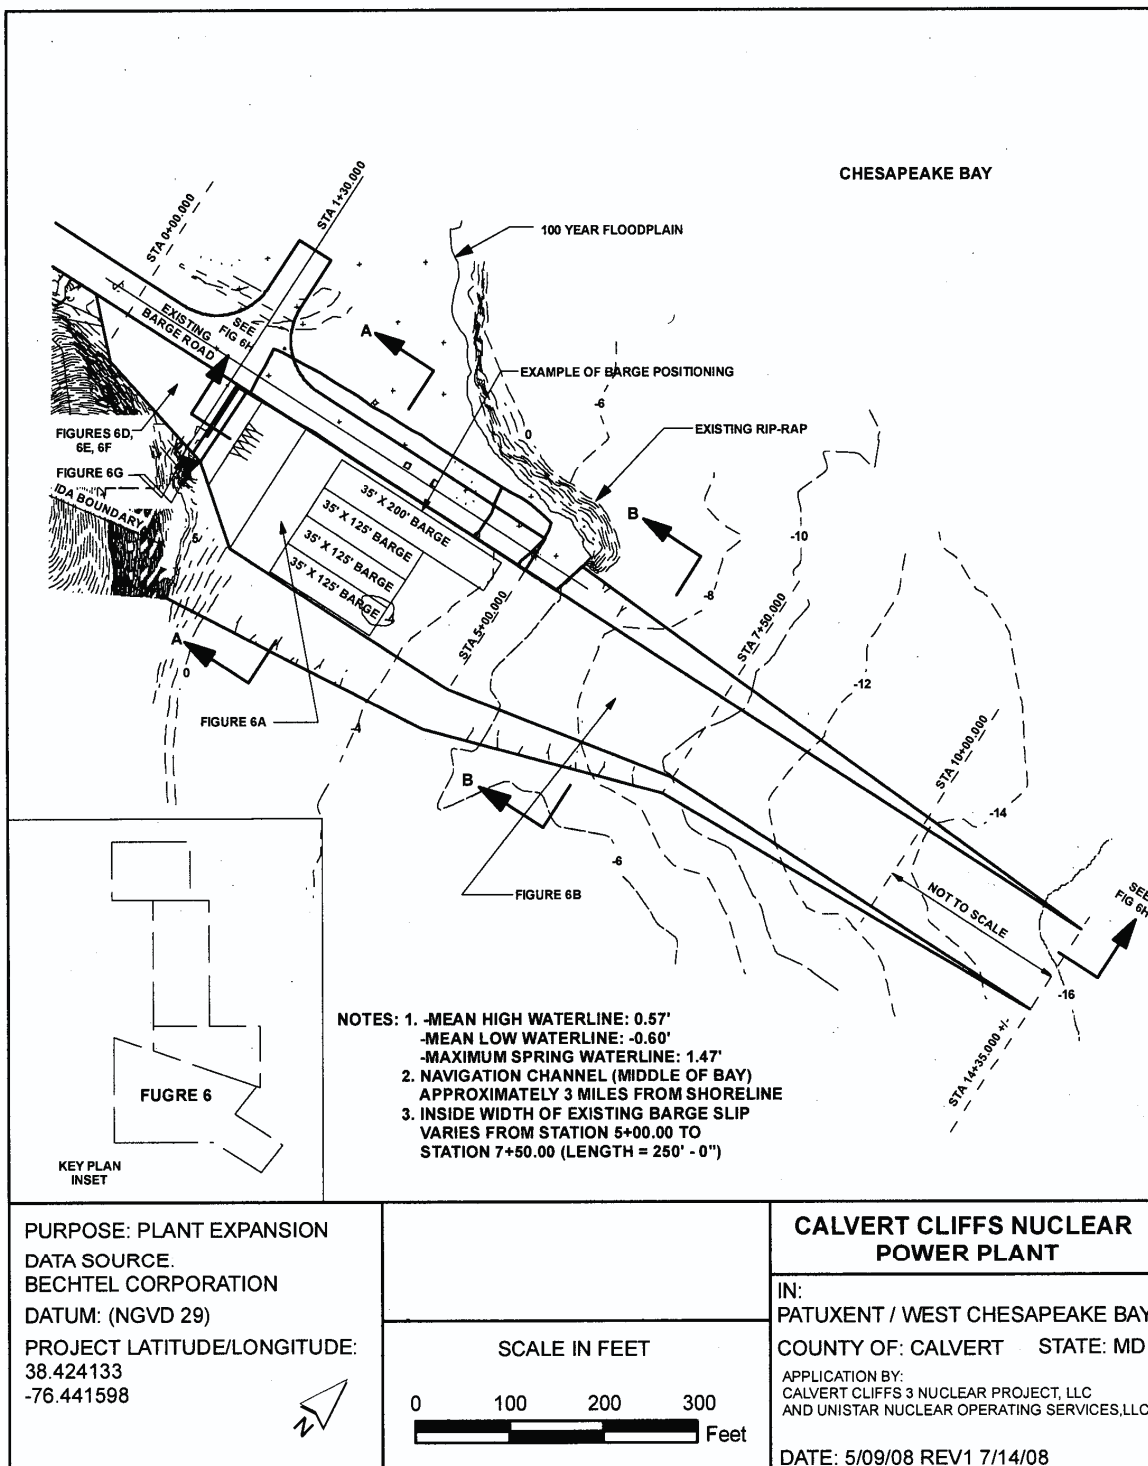 CHESAPEAKE BAY
STA 0+00.000
STA 1+30.000
100 YEAR FLOODPLAIN
EXISTING
BARGE ROAD
SEE
FIG 6H
A
EXAMPLE OF BARGE POSITIONING
-6
0
EXISTING RIP-RAP
FIGURES 6D,
6E, 6F
FIGURE 6G
IDA BOUNDARY
5
35' X 200' BARGE
35' X 125' BARGE
35' X 125' BARGE
35' X 125' BARGE
B
-10
-8
STA 5+00.000
STA 7+50.000
A
0
-12
FIGURE 6A
-4
STA 10+00.000
B
-14
-6
FIGURE 6B
NOT TO SCALE
SEE
FIG 6H
-16
STA 14+35.000 +/-
NOTES: 1. -MEAN HIGH WATERLINE: 0.57'
-MEAN LOW WATERLINE: -0.60'
-MAXIMUM SPRING WATERLINE: 1.47'
2. NAVIGATION CHANNEL (MIDDLE OF BAY)
APPROXIMATELY 3 MILES FROM SHORELINE
3. INSIDE WIDTH OF EXISTING BARGE SLIP
VARIES FROM STATION 5+00.00 TO
STATION 7+50.00 (LENGTH = 250' - 0")
FUGRE 6
KEY PLAN
INSET
PURPOSE: PLANT EXPANSION
DATA SOURCE.
BECHTEL CORPORATION
DATUM: (NGVD 29)
PROJECT LATITUDE/LONGITUDE:
38.424133
-76.441598
N
SCALE IN FEET
0 100 200 300
Feet
CALVERT CLIFFS NUCLEAR
POWER PLANT
IN:
PATUXENT / WEST CHESAPEAKE BAY
COUNTY OF: CALVERT STATE: MD
APPLICATION BY:
CALVERT CLIFFS 3 NUCLEAR PROJECT, LLC
AND UNISTAR NUCLEAR OPERATING SERVICES,LLC
DATE: 5/09/08 REV1 7/14/08